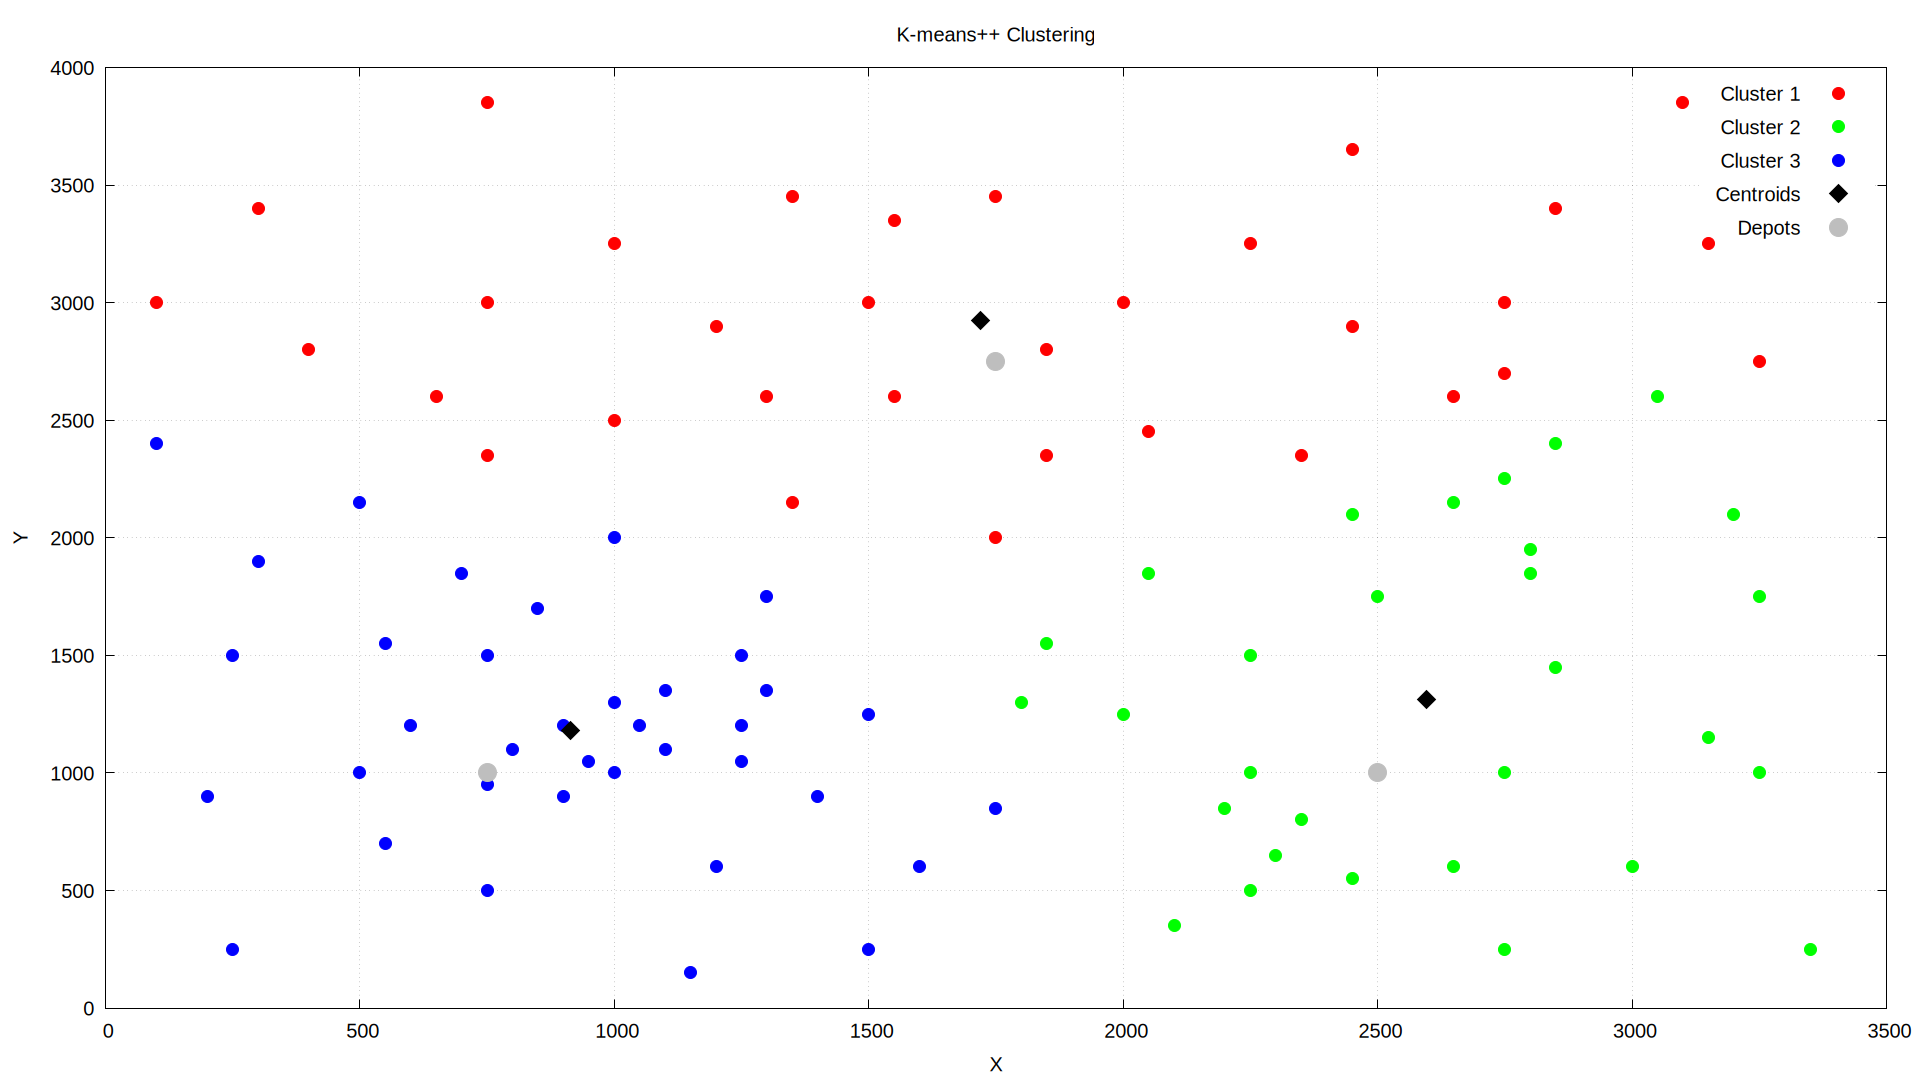 K-means++ Clustering
4000
3500
3000
2500
2000
1500
1000
500
0
Y
Cluster 1
Cluster 2
Cluster 3
Centroids
Depots
0 500 1000 1500 2000 2500 3000 3500
X